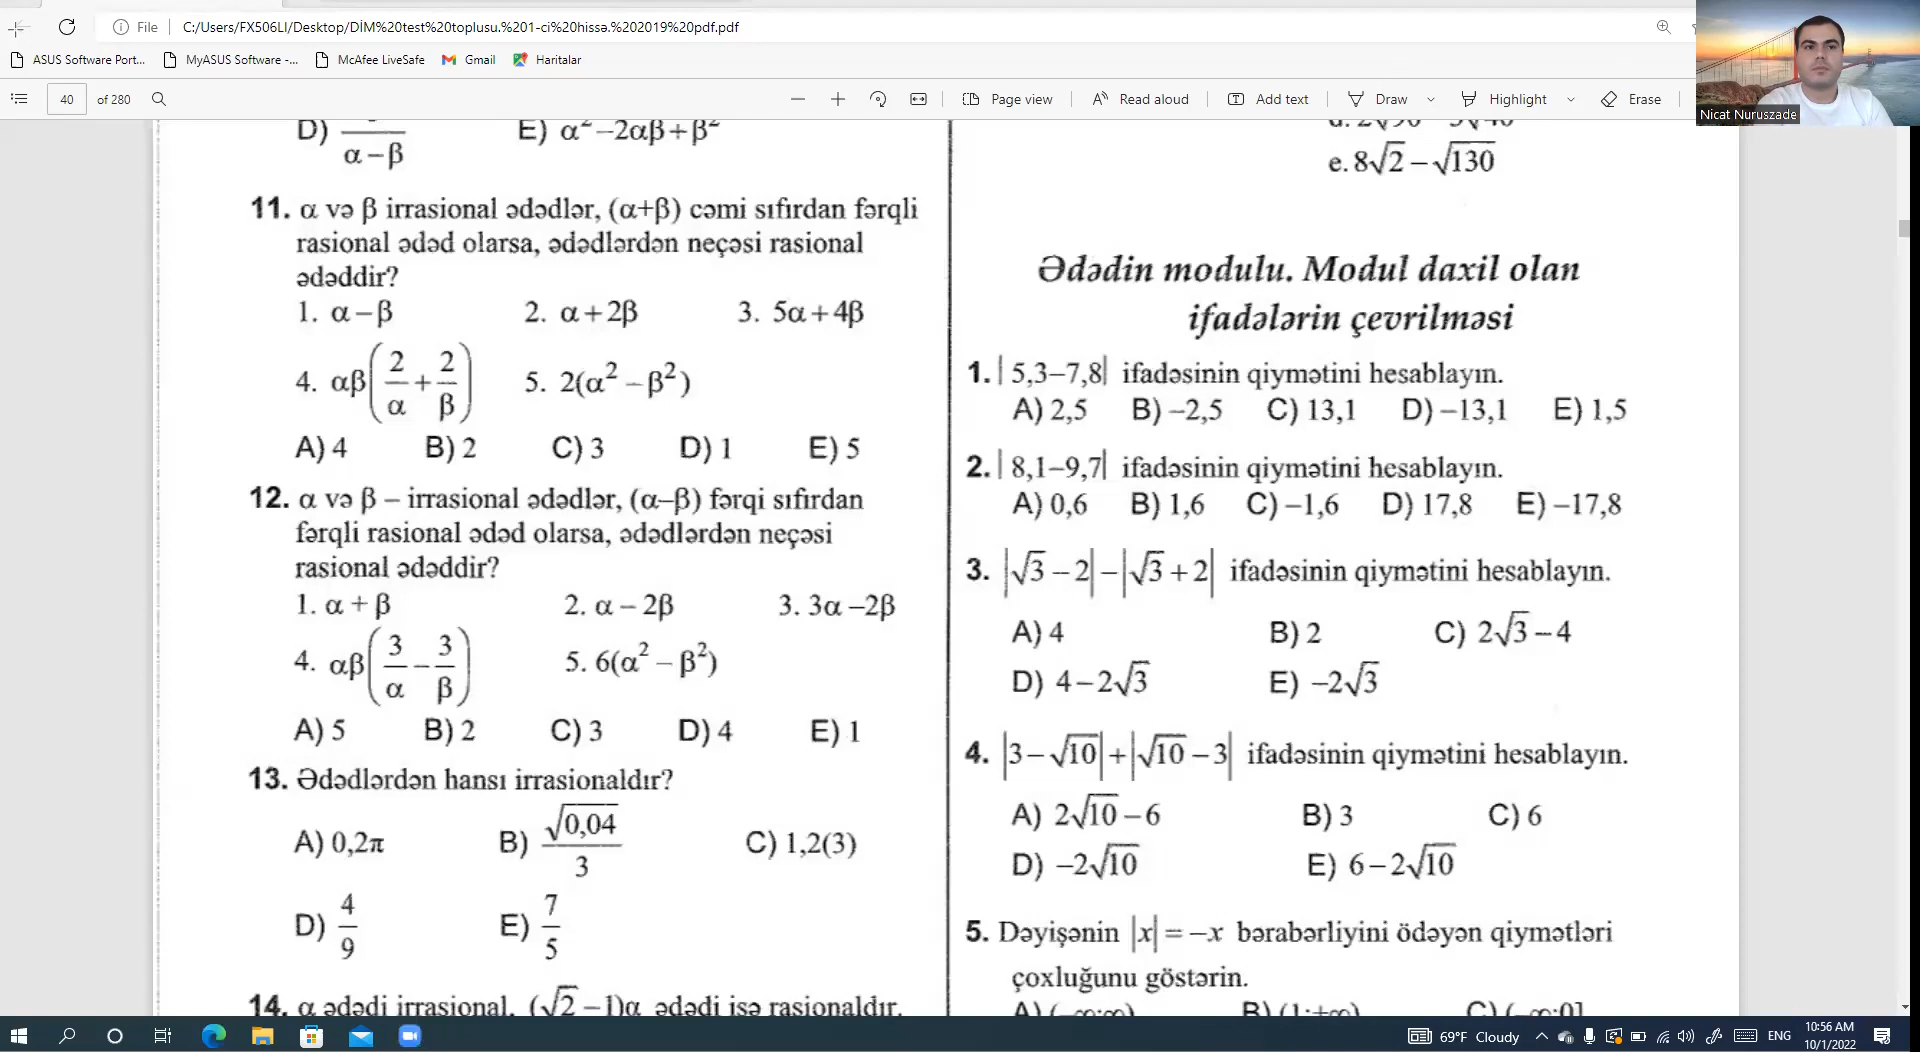 File
C:/Users/FX506LI/Desktop/DİM%20test%20toplusu.%201-ci%20hissə.%202019%20pdf.pdf
ASUS Software Port... MyASUS Software -... McAfee LiveSafe Gmail Haritalar
40 of 280 Page view Read aloud Add text Draw Highlight Erase
Nicat Nuruszade
D) α – β E) α² – 2αβ + β²
11. α və β irrasional ədədlər, (α+β) cəmi sıfırdan fərqli
rasional ədəd olarsa, ədədlərdən neçəsi rasional
ədəddir?
1. α – β 2. α + 2β 3. 5α + 4β
4. αβ(2/α + 2/β) 5. 2(α² – β²)
A) 4 B) 2 C) 3 D) 1 E) 5
12. α və β – irrasional ədədlər, (α–β) fərqi sıfırdan
fərqli rasional ədəd olarsa, ədədlərdən neçəsi
rasional ədəddir?
1. α + β 2. α – 2β 3. 3α –2β
4. αβ(3/α – 3/β) 5. 6(α² – β²)
A) 5 B) 2 C) 3 D) 4 E) 1
13. Ədədlərdən hansı irrasionaldır?
A) 0,2π B) √0,04/3 C) 1,2(3)
D) 4/9 E) 7/5
14. α ədədi irrasional, (√2 –1)α ədədi isə rasionaldır.
e. 8√2 – √130
Ədədin modulu. Modul daxil olan
ifadələrin çevrilməsi
1. |5,3–7,8| ifadəsinin qiymətini hesablayın.
A) 2,5 B) –2,5 C) 13,1 D) –13,1 E) 1,5
2. |8,1–9,7| ifadəsinin qiymətini hesablayın.
A) 0,6 B) 1,6 C) –1,6 D) 17,8 E) –17,8
3. |√3 – 2| – |√3 + 2| ifadəsinin qiymətini hesablayın.
A) 4 B) 2 C) 2√3 – 4
D) 4 – 2√3 E) –2√3
4. |3 – √10| + |√10 – 3| ifadəsinin qiymətini hesablayın.
A) 2√10 – 6 B) 3 C) 6
D) –2√10 E) 6 – 2√10
5. Dəyişənin |x| = –x bərabərliyini ödəyən qiymətləri
çoxluğunu göstərin.
A) (–∞;∞) B) (1;+∞) C) (–∞;0]
69°F Cloudy ENG 10:56 AM
10/1/2022